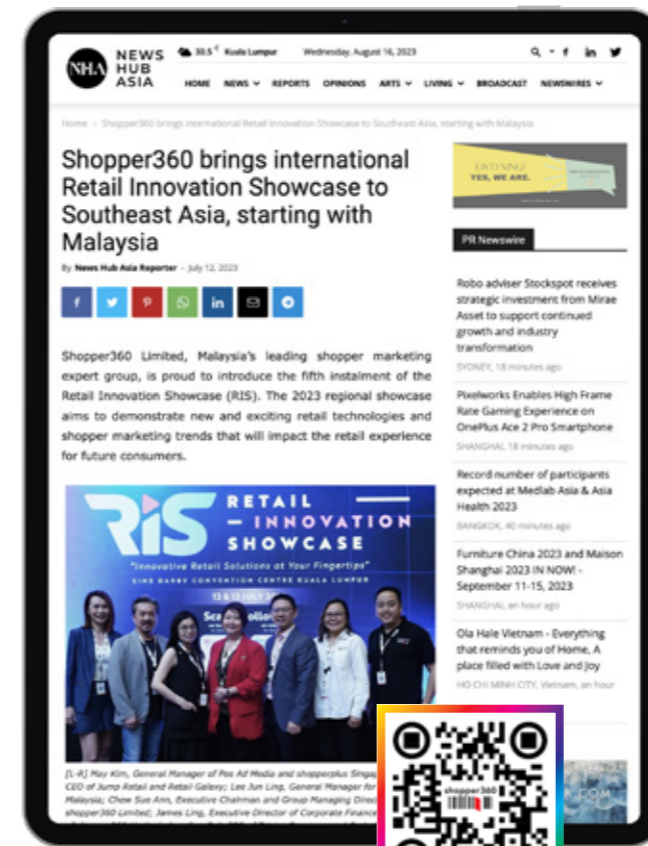 NHA
NEWS
HUB
ASIA
30.5 C Kuala Lumpur Wednesday, August 16, 2023
HOME NEWS REPORTS OPINIONS ARTS LIVING BROADCAST NEWSWIRES
Home Shopper360 brings international Retail Innovation Showcase to Southeast Asia, starting with Malaysia
Shopper360 brings international
Retail Innovation Showcase to
Southeast Asia, starting with
Malaysia
By News Hub Asia Reporter - July 12, 2023
Shopper360 Limited, Malaysia's leading shopper marketing
expert group, is proud to introduce the fifth instalment of the
Retail Innovation Showcase (RIS). The 2023 regional showcase
aims to demonstrate new and exciting retail technologies and
shopper marketing trends that will impact the retail experience
for future consumers.
RiS
RETAIL
INNOVATION
SHOWCASE
"Innovative Retail Solutions at Your Fingertips"
SIME DARBY CONVENTION CENTRE KUALA LUMPUR
12 & 13 JULY
[L-R] May Kim, General Manager of Pos Ad Media and shopperplus
CEO of Jump Retail and Retail Galaxy; Lee Jun Ling, General Manager for
Malaysia; Chew Sue Ann, Executive Chairman and Group Managing
shopper360 Limited; James Ling, Executive Director of Corporate Finance
LISTENING?
YES, WE ARE.
PR Newswire
Robo adviser Stockspot receives
strategic investment from Mirae
Asset to support continued
growth and industry
transformation
SYDNEY, 18 minutes ago
Pixelworks Enables High Frame
Rate Gaming Experience on
OnePlus Ace 2 Pro Smartphone
SHANGHAI, 18 minutes ago
Record number of participants
expected at Medlab Asia & Asia
Health 2023
BANGKOK, 40 minutes ago
Furniture China 2023 and Maison
Shanghai 2023 IN NOW! -
September 11-15, 2023
SHANGHAI, an hour ago
Ola Hale Vietnam - Everything
that reminds you of Home, A
place filled with Love and Joy
HO CHI MINH CITY, Vietnam, an hour
shopper360